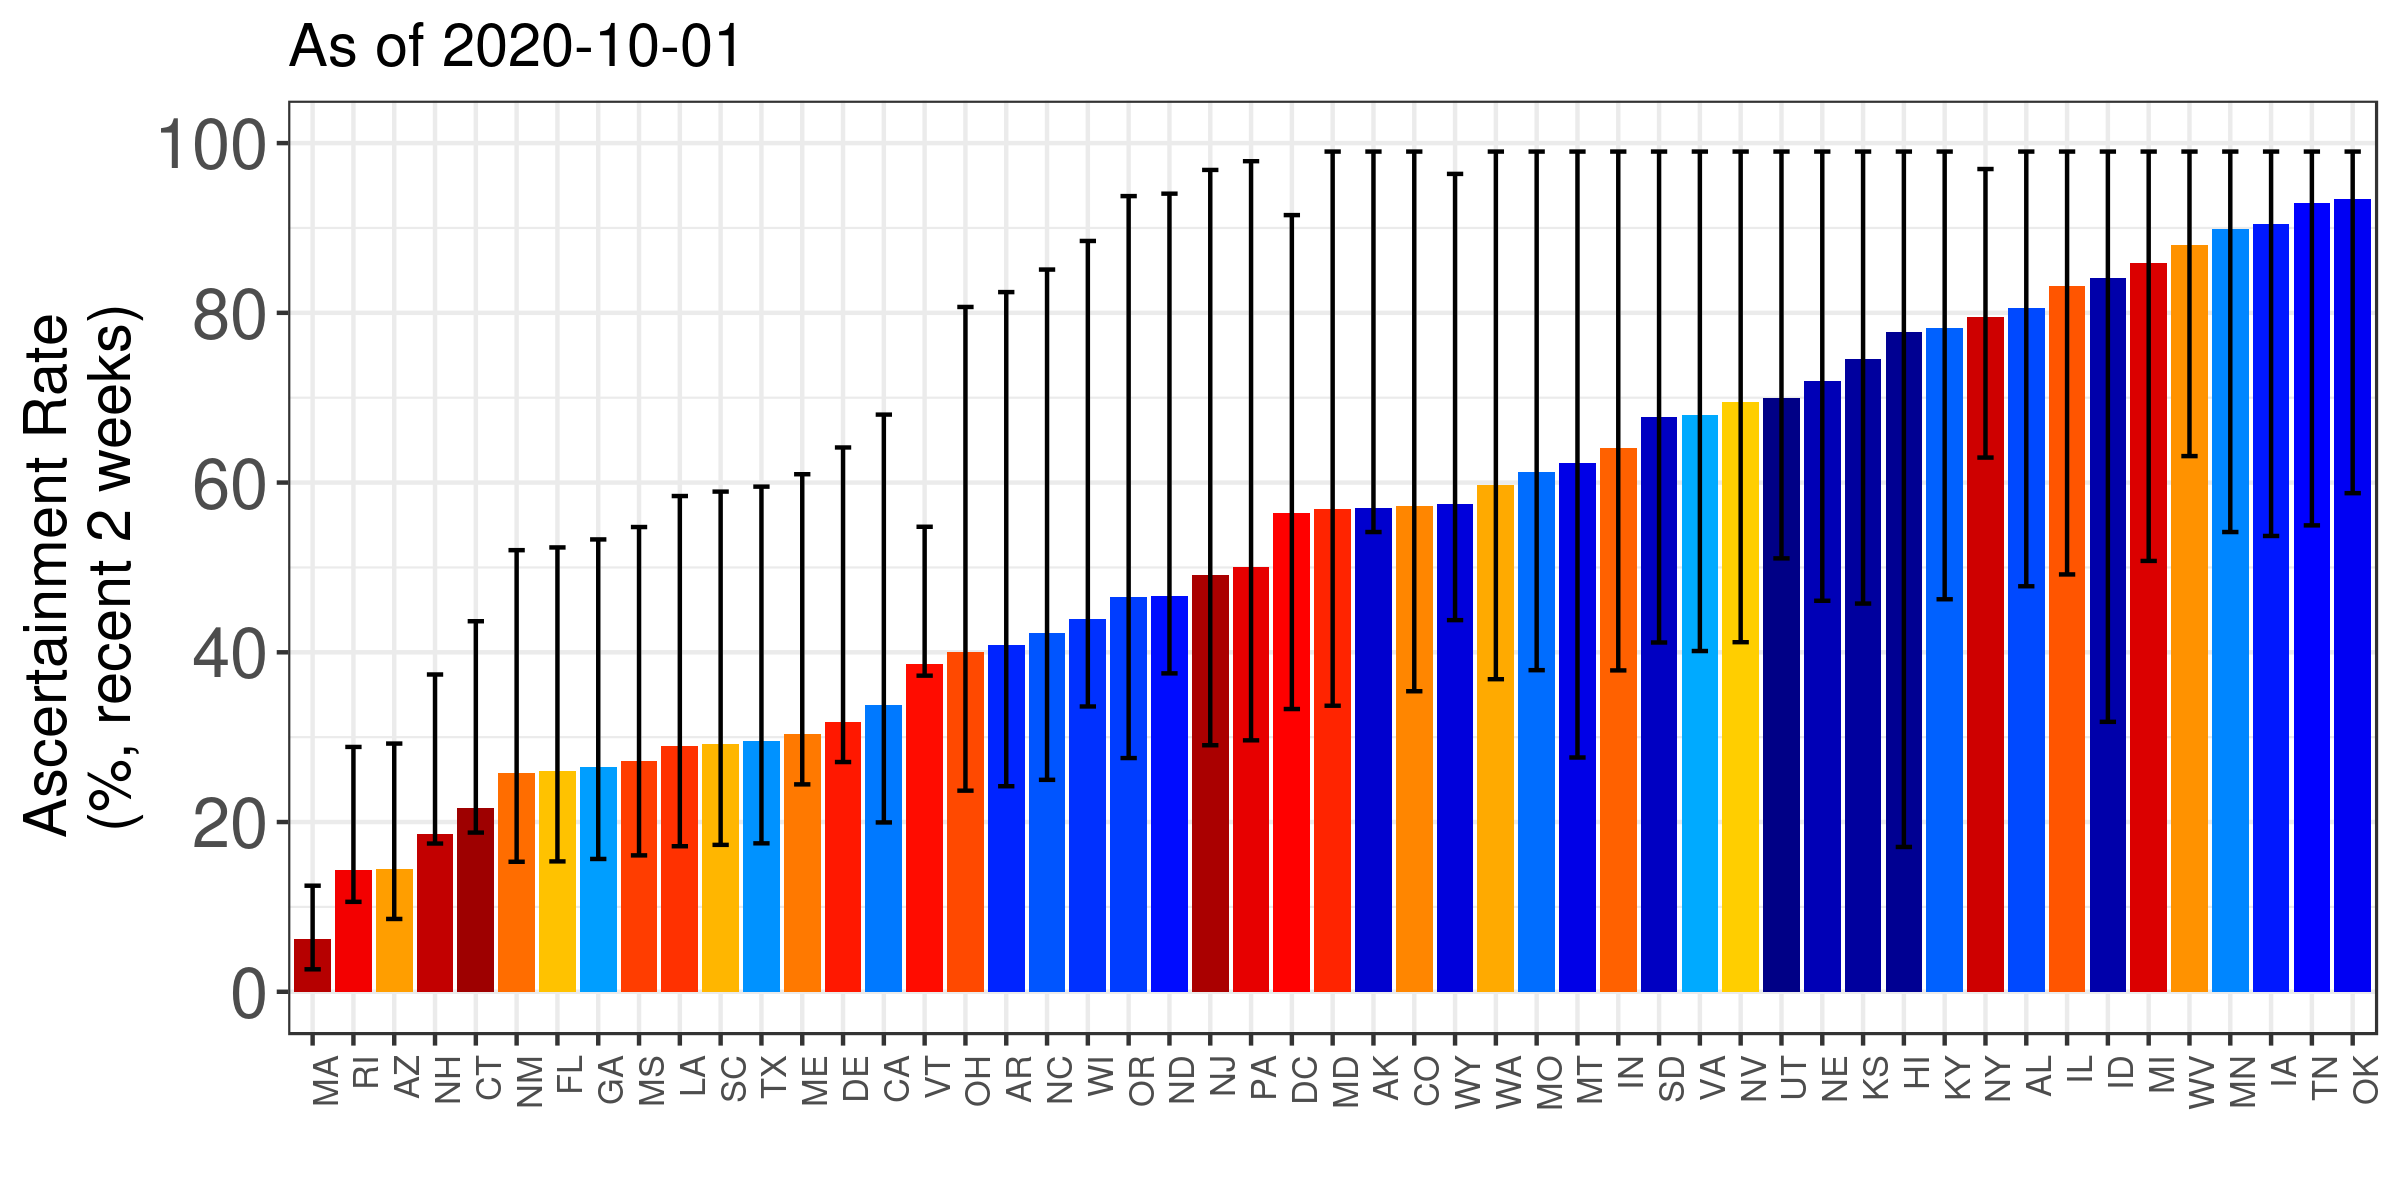 As of 2020-10-01
Ascertainment Rate
(%, recent 2 weeks)
100
80
60
40
20
0
MA
RI
AZ
NH
CT
NM
FL
GA
MS
LA
SC
TX
ME
DE
CA
VT
OH
AR
NC
WI
OR
ND
NJ
PA
DC
MD
AK
CO
WY
WA
MO
MT
IN
SD
VA
NV
UT
NE
KS
HI
KY
NY
AL
IL
ID
MI
WV
MN
IA
TN
OK